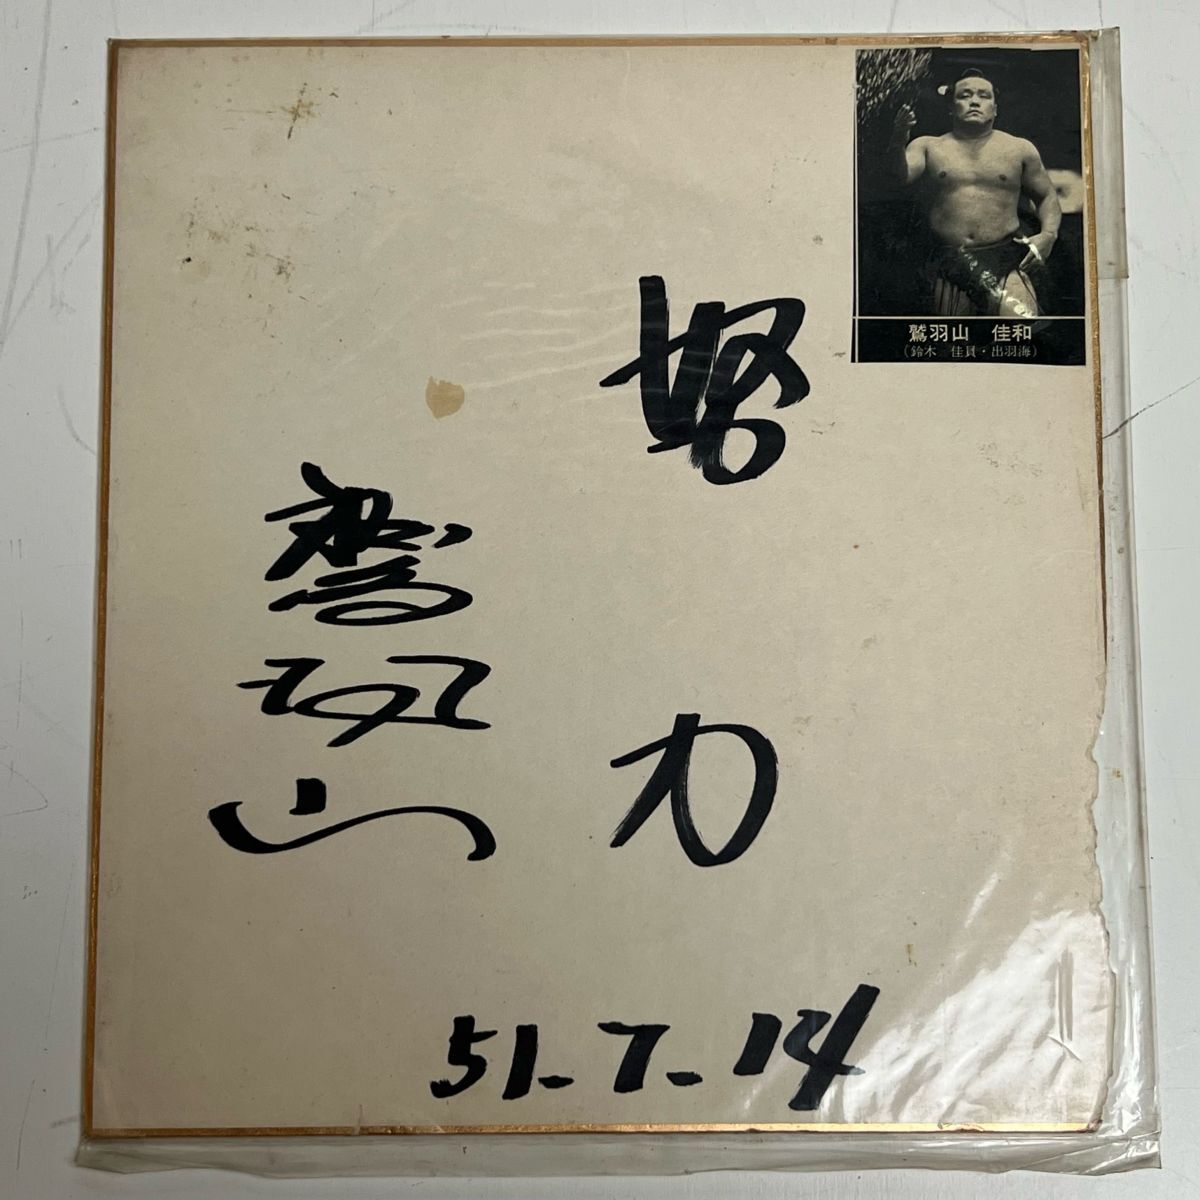 鷲羽山 佳和
(鈴木 佳員・出羽海)
努力
鷲羽山
51.7.14